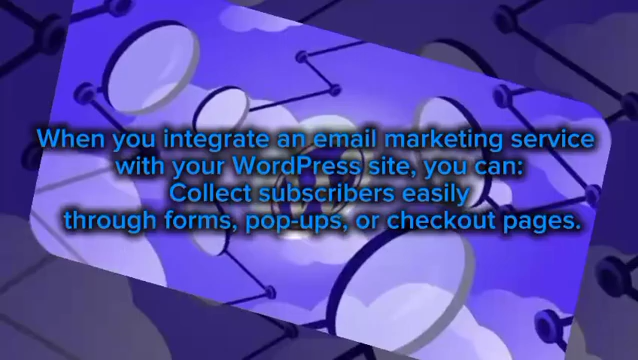 When you integrate an email marketing service
with your WordPress site, you can:
Collect subscribers easily
through forms, pop-ups, or checkout pages.